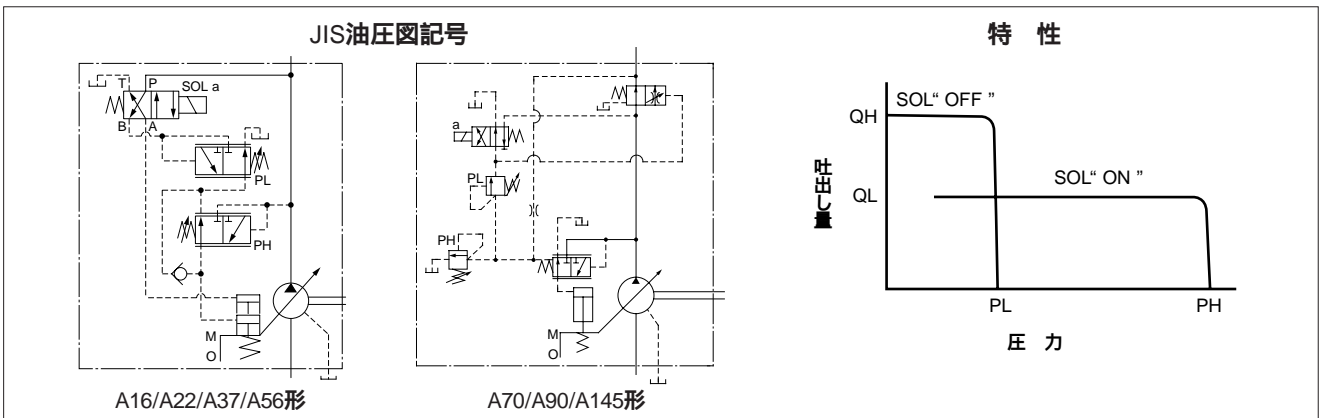 JIS油圧図記号
T P
SOL a
B A
PL
PH
M
O
A16/A22/A37/A56形
a
PL
PH
M
O
A70/A90/A145形
特 性
SOL“ OFF ”
QH
SOL“ ON ”
QL
吐出し量
PL
PH
圧 力